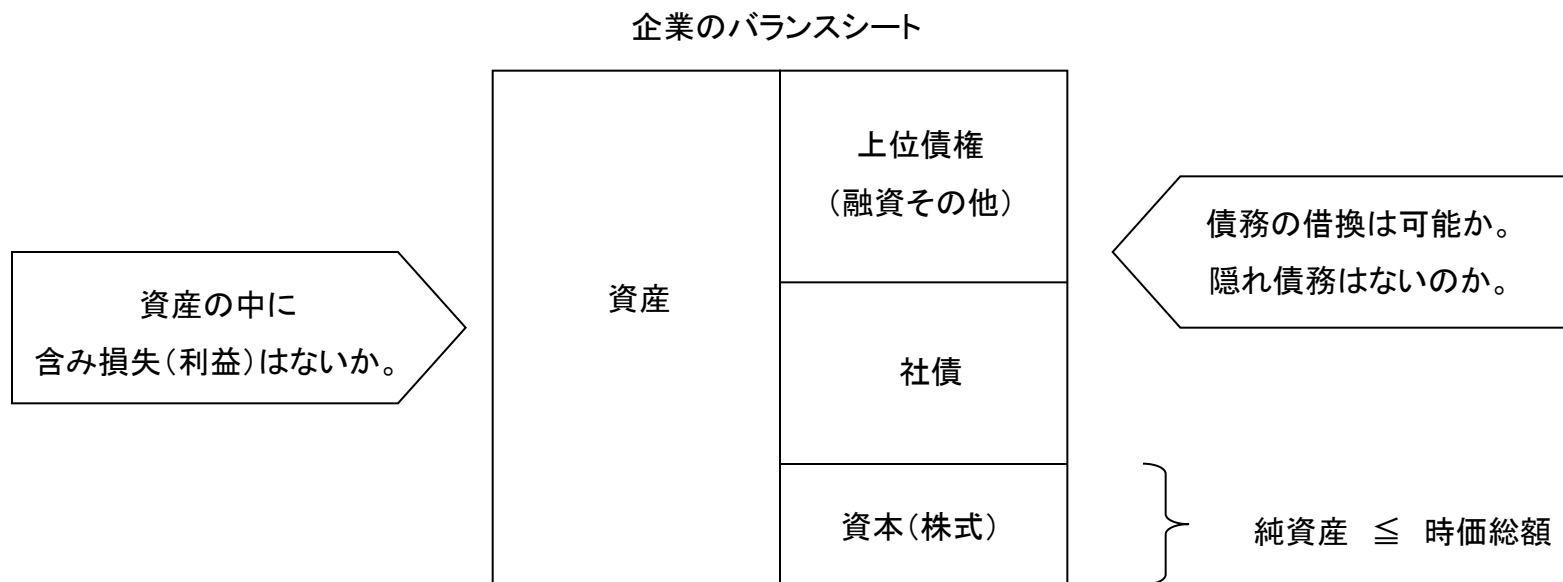 企業のバランスシート
上位債権
（融資その他）
債務の借換は可能か。
隠れ債務はないのか。
資産の中に
含み損失（利益）はないか。
資産
社債
資本（株式）
純資産 ≦ 時価総額